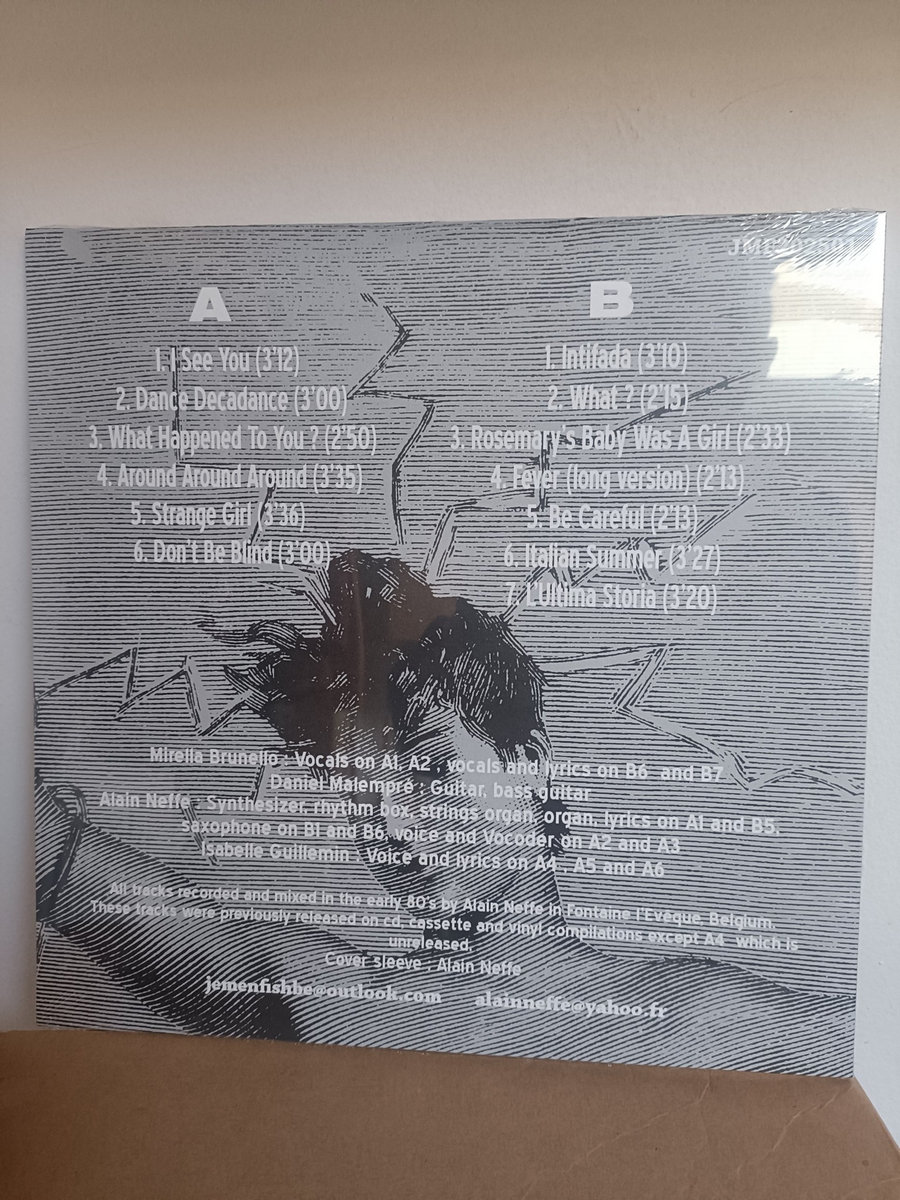 JMF202501
A
1. I See You (3'12)
2. Dance Decadance (3'00)
3. What Happened To You ? (2'50)
4. Around Around Around (3'35)
5. Strange Girl (3'36)
6. Don't Be Blind (3'00)
B
1. Intifada (3'10)
2. What ? (2'15)
3. Rosemary's Baby Was A Girl (2'33)
4. Fever (long version) (2'13)
5. Be Careful (2'13)
6. Italian Summer (3'27)
7. L'Ultima Storia (3'20)
Mirella Brunello : Vocals on A1, A2 , vocals and lyrics on B6 and B7
Daniel Malempré : Guitar, bass guitar
Alain Neffe : Synthesizer, rhythm box, strings organ, organ, lyrics on A1 and B5,
saxophone on B1 and B6, voice and Vocoder on A2 and A3
Isabelle Guillemin : Voice and lyrics on A4 , A5 and A6
All tracks recorded and mixed in the early 80's by Alain Neffe in Fontaine l'Evêque, Belgium.
These tracks were previously released on cd, cassette and vinyl compilations except A4 which is
unreleased.
Cover sleeve : Alain Neffe
jemenfishbe@outlook.com alainneffe@yahoo.fr